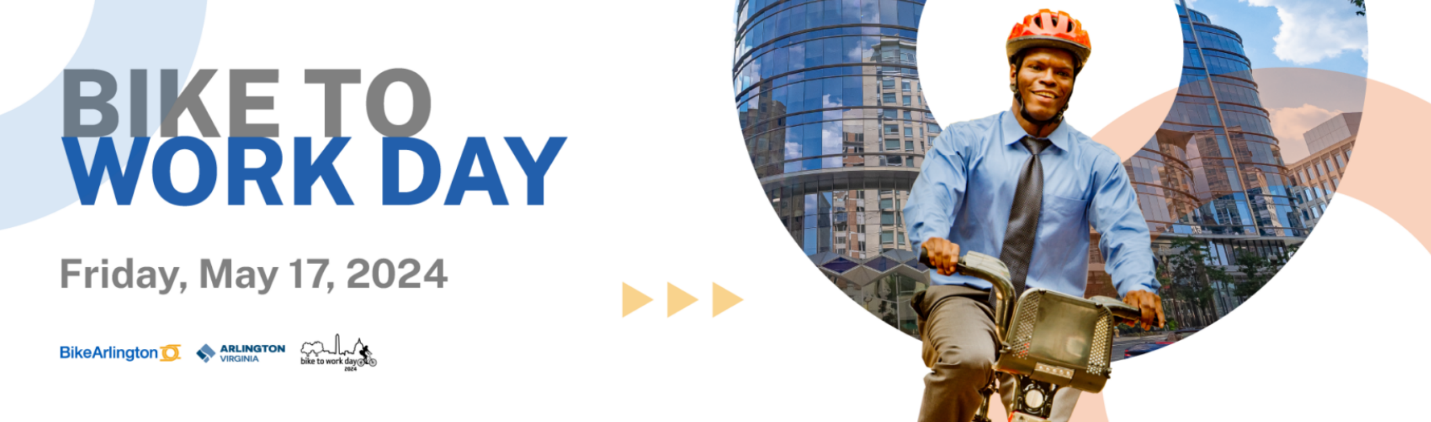 BIKE TO
WORK DAY
Friday, May 17, 2024
BikeArlington
ARLINGTON
VIRGINIA
bike to work day
2024